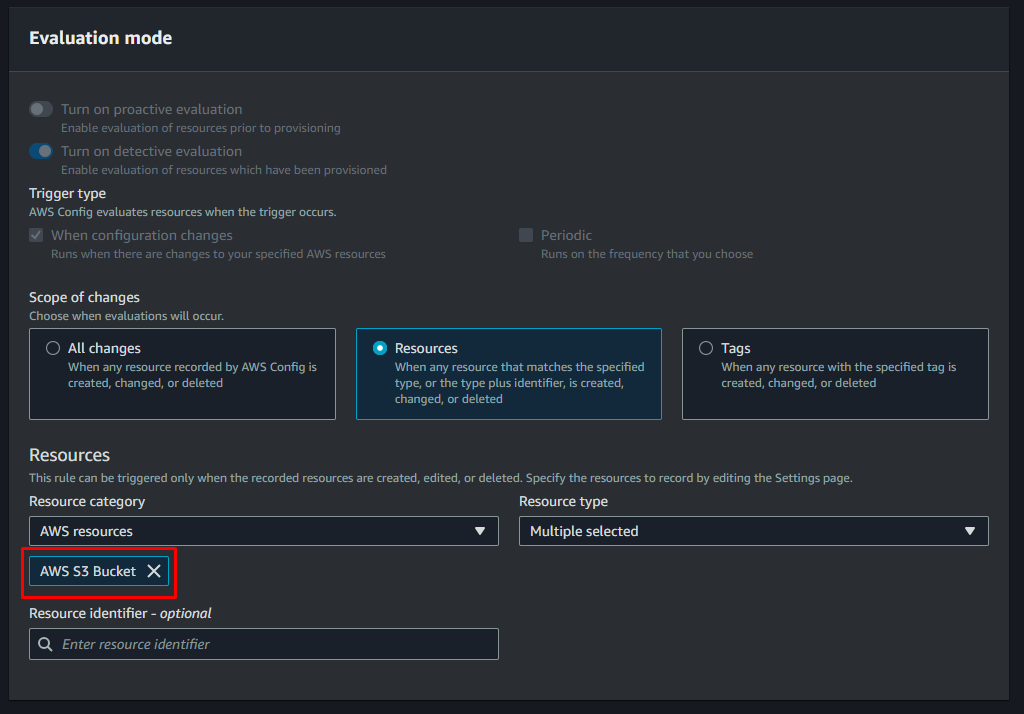 Evaluation mode
Turn on proactive evaluation
Enable evaluation of resources prior to provisioning
Turn on detective evaluation
Enable evaluation of resources which have been provisioned
Trigger type
AWS Config evaluates resources when the trigger occurs.
When configuration changes
Runs when there are changes to your specified AWS resources
Periodic
Runs on the frequency that you choose
Scope of changes
Choose when evaluations will occur.
All changes
When any resource recorded by AWS Config is
created, changed, or deleted
Resources
When any resource that matches the specified
type, or the type plus identifier, is created,
changed, or deleted
Tags
When any resource with the specified tag is
created, changed, or deleted
Resources
This rule can be triggered only when the recorded resources are created, edited, or deleted. Specify the resources to record by editing the Settings page.
Resource category
AWS resources
Resource type
Multiple selected
AWS S3 Bucket
Resource identifier - optional
Enter resource identifier